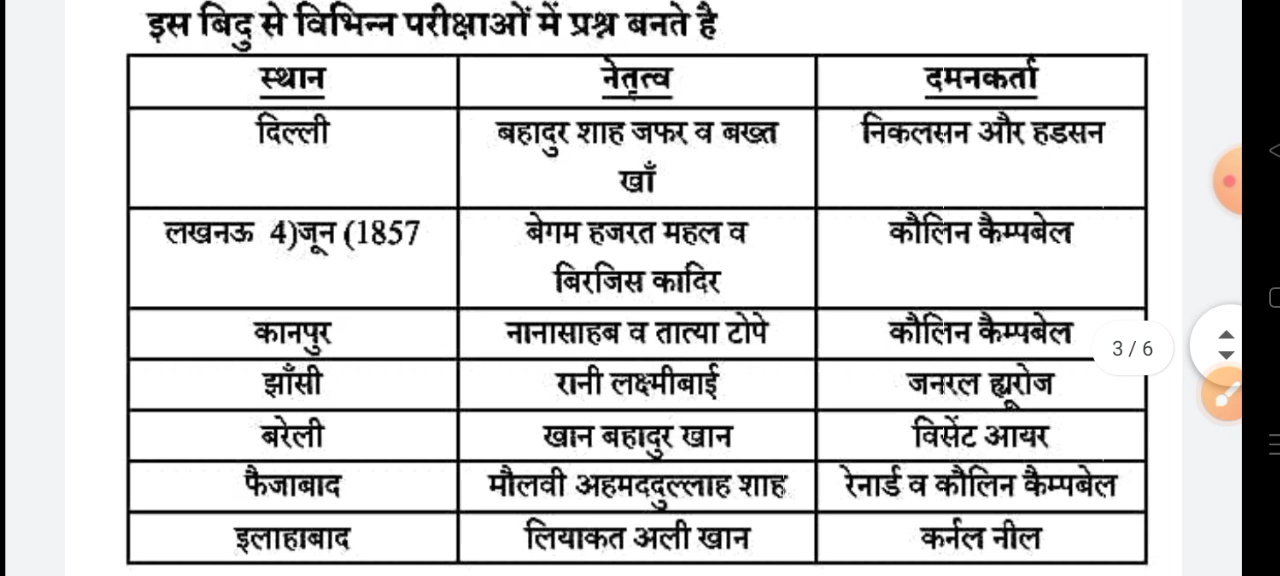 इस बिदु से विभिन्न परीक्षाओं में प्रश्न बनते है
स्थान नेतृत्व दमनकर्ता
दिल्ली बहादुर शाह जफर व बख्त खाँ निकलसन और हडसन
लखनऊ 4)जून (1857 बेगम हजरत महल व बिरजिस कादिर कौलिन कैम्पबेल
कानपुर नानासाहब व तात्या टोपे कौलिन कैम्पबेल
झाँसी रानी लक्ष्मीबाई जनरल ह्यूरोज
बरेली खान बहादुर खान विसेंट आयर
फैजाबाद मौलवी अहमददुल्लाह शाह रेनार्ड व कौलिन कैम्पबेल
इलाहाबाद लियाकत अली खान कर्नल नील
3 / 6